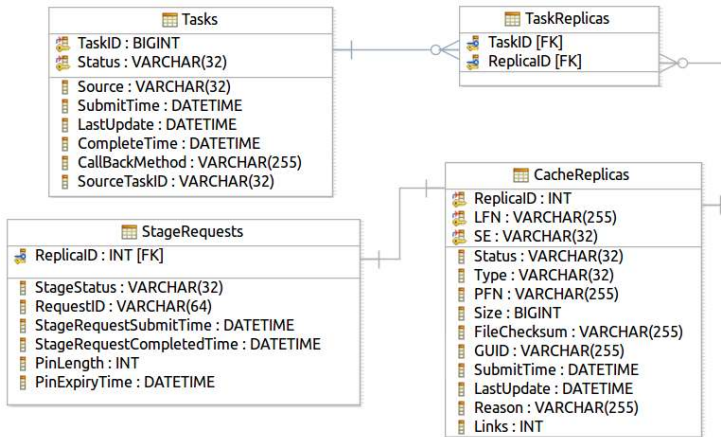 Tasks
TaskID : BIGINT
Status : VARCHAR(32)
Source : VARCHAR(32)
SubmitTime : DATETIME
LastUpdate : DATETIME
CompleteTime : DATETIME
CallBackMethod : VARCHAR(255)
SourceTaskID : VARCHAR(32)
TaskReplicas
TaskID [FK]
ReplicaID [FK]
StageRequests
ReplicaID : INT [FK]
StageStatus : VARCHAR(32)
RequestID : VARCHAR(64)
StageRequestSubmitTime : DATETIME
StageRequestCompletedTime : DATETIME
PinLength : INT
PinExpiryTime : DATETIME
CacheReplicas
ReplicaID : INT
LFN : VARCHAR(255)
SE : VARCHAR(32)
Status : VARCHAR(32)
Type : VARCHAR(32)
PFN : VARCHAR(255)
Size : BIGINT
FileChecksum : VARCHAR(255)
GUID : VARCHAR(255)
SubmitTime : DATETIME
LastUpdate : DATETIME
Reason : VARCHAR(255)
Links : INT